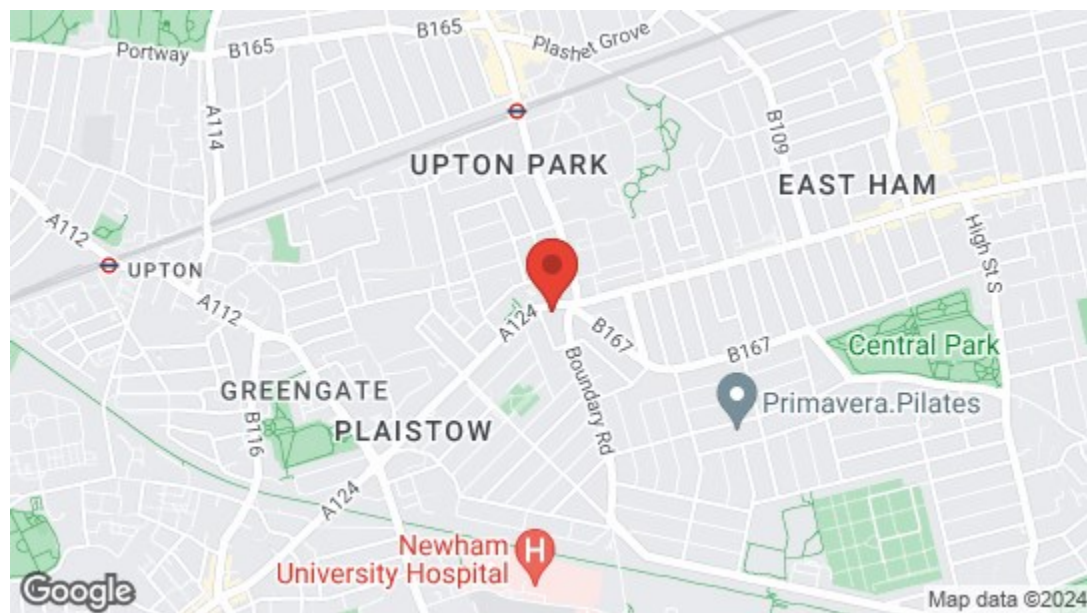 Portway
B165
B165
Plashet Grove
A114
B109
UPTON PARK
EAST HAM
A112
UPTON
High St S
A112
A124
B167
B167
Central Park
Boundary Rd
GREENGATE
B116
PLAISTOW
Primavera.Pilates
A124
Newham
University Hospital
H
Google
Map data ©2024